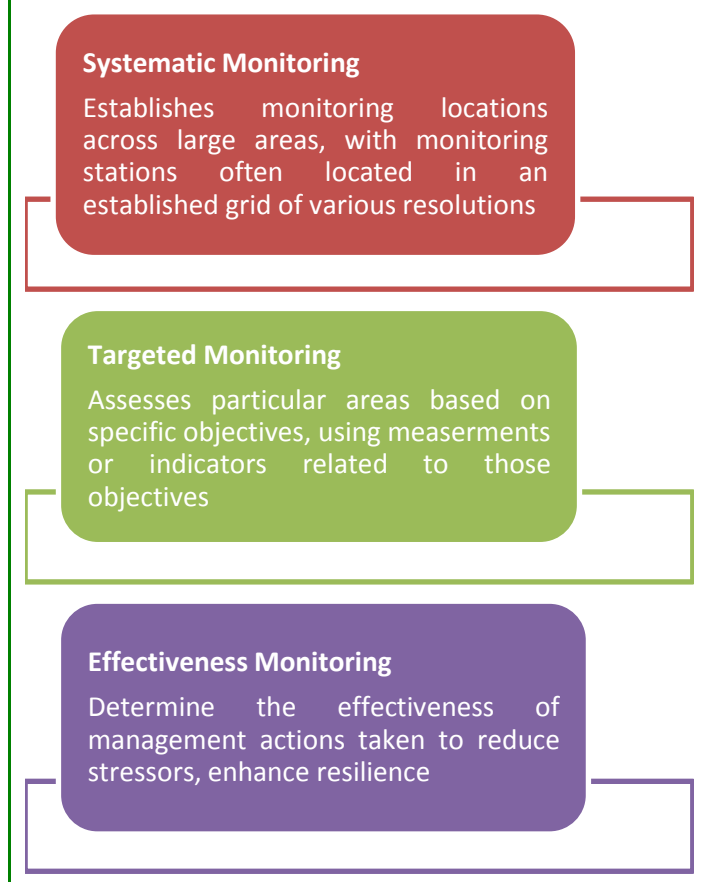 Systematic Monitoring
Establishes monitoring locations
across large areas, with monitoring
stations often located in an
established grid of various resolutions
Targeted Monitoring
Assesses particular areas based on
specific objectives, using measerments
or indicators related to those
objectives
Effectiveness Monitoring
Determine the effectiveness of
management actions taken to reduce
stressors, enhance resilience